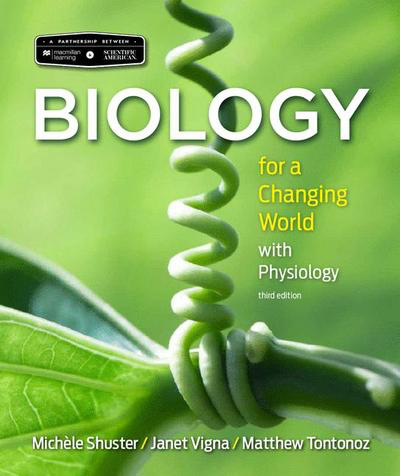 A PARTNERSHIP BETWEEN
macmillan learning
SCIENTIFIC AMERICAN
BIOLOGY
for a
Changing
World
with
Physiology
third edition
Michèle Shuster / Janet Vigna / Matthew Tontonoz